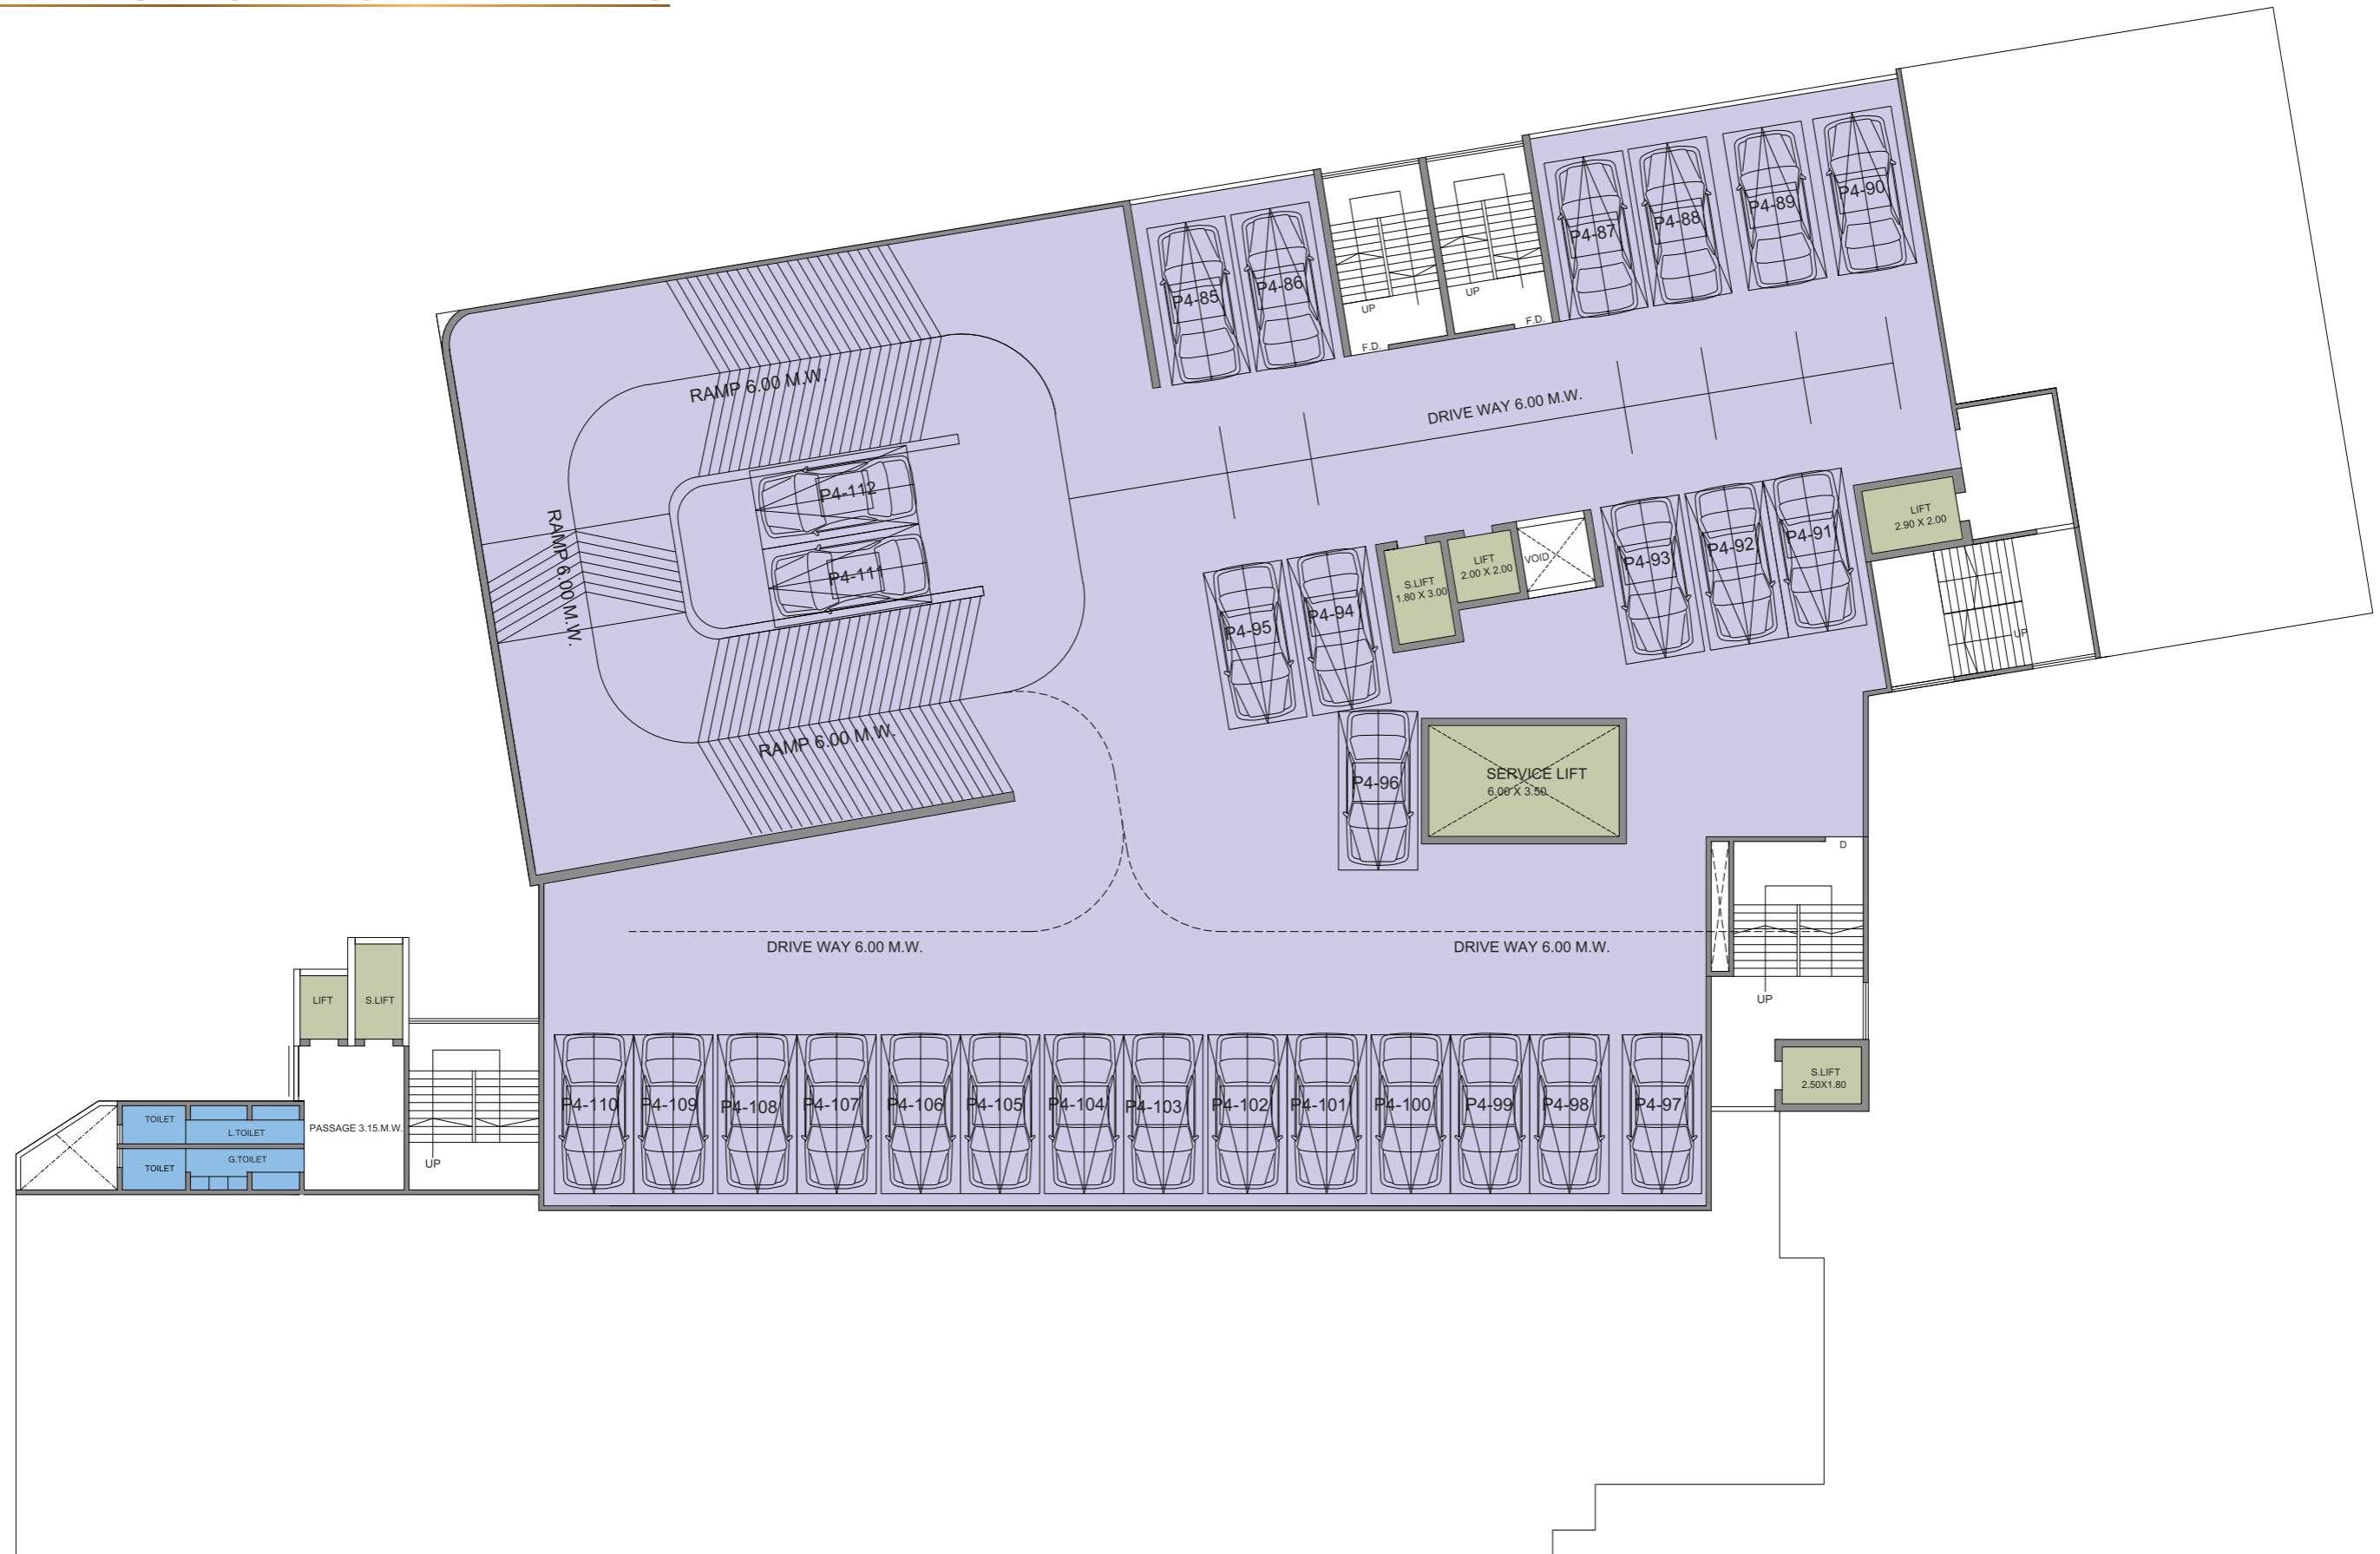 P4-90
P4-89
P4-88
P4-87
P4-86
P4-85
UP
UP
F.D.
F.D.
RAMP 6.00 M.W.
DRIVE WAY 6.00 M.W.
P4-112
P4-111
RAMP 6.00 M.W.
LIFT
2.90 X 2.00
P4-91
P4-92
P4-93
VOID
LIFT
2.00 X 2.00
S.LIFT
1.80 X 3.00
P4-94
P4-95
UP
RAMP 6.00 M.W.
P4-96
SERVICE LIFT
6.00 X 3.50
D
DRIVE WAY 6.00 M.W.
DRIVE WAY 6.00 M.W.
UP
LIFT
S.LIFT
S.LIFT
2.50X1.80
P4-110
P4-109
P4-108
P4-107
P4-106
P4-105
P4-104
P4-103
P4-102
P4-101
P4-100
P4-99
P4-98
P4-97
TOILET
L.TOILET
PASSAGE 3.15.M.W.
G.TOILET
TOILET
UP